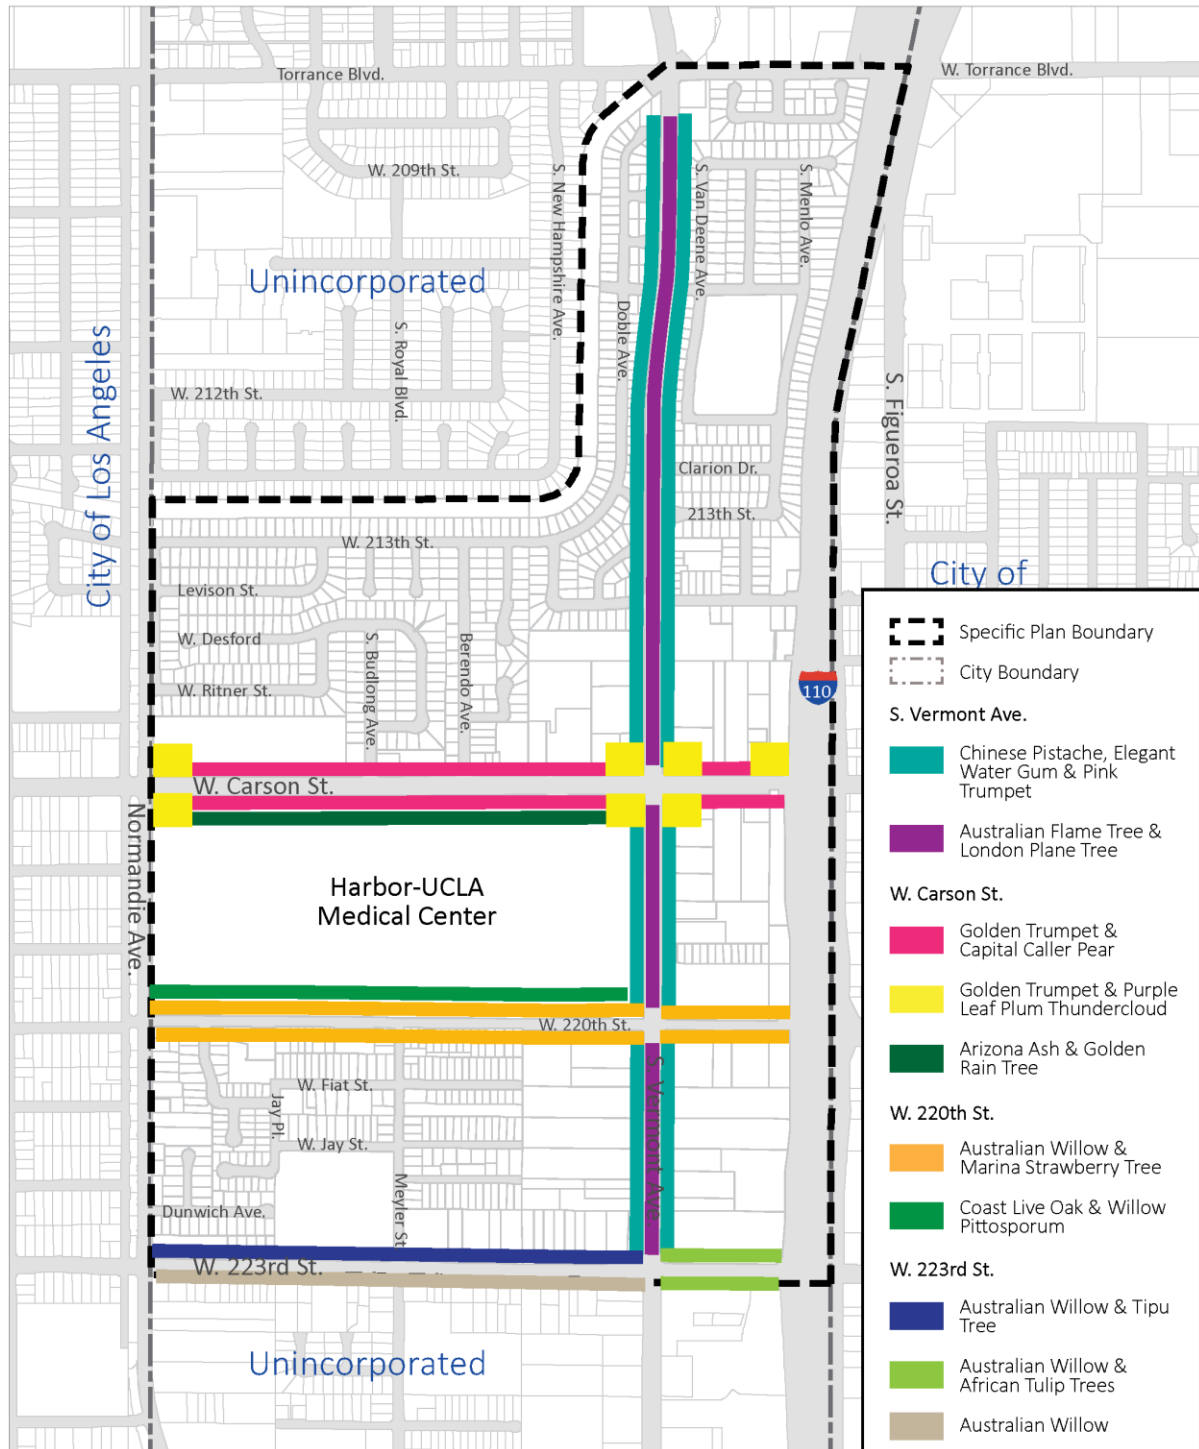 Torrance Blvd.
W. Torrance Blvd.
W. 209th St.
S. New Hampshire Ave.
S. Van Deene Ave.
S. Menlo Ave.
Unincorporated
Doble Ave.
S. Royal Blvd.
W. 212th St.
City of Los Angeles
S. Figueroa St.
Clarion Dr.
213th St.
W. 213th St.
City of
Levison St.
W. Desford
S. Budlong Ave.
Berendo Ave.
W. Ritner St.
110
W. Carson St.
Normandie Ave.
Harbor-UCLA
Medical Center
W. 220th St.
S. Vermont Ave.
W. Fiat St.
Jay Pl.
W. Jay St.
Meyler St.
Dunwich Ave.
W. 223rd St.
Unincorporated
Specific Plan Boundary
City Boundary
S. Vermont Ave.
Chinese Pistache, Elegant
Water Gum & Pink
Trumpet
Australian Flame Tree &
London Plane Tree
W. Carson St.
Golden Trumpet &
Capital Caller Pear
Golden Trumpet & Purple
Leaf Plum Thundercloud
Arizona Ash & Golden
Rain Tree
W. 220th St.
Australian Willow &
Marina Strawberry Tree
Coast Live Oak & Willow
Pittosporum
W. 223rd St.
Australian Willow & Tipu
Tree
Australian Willow &
African Tulip Trees
Australian Willow